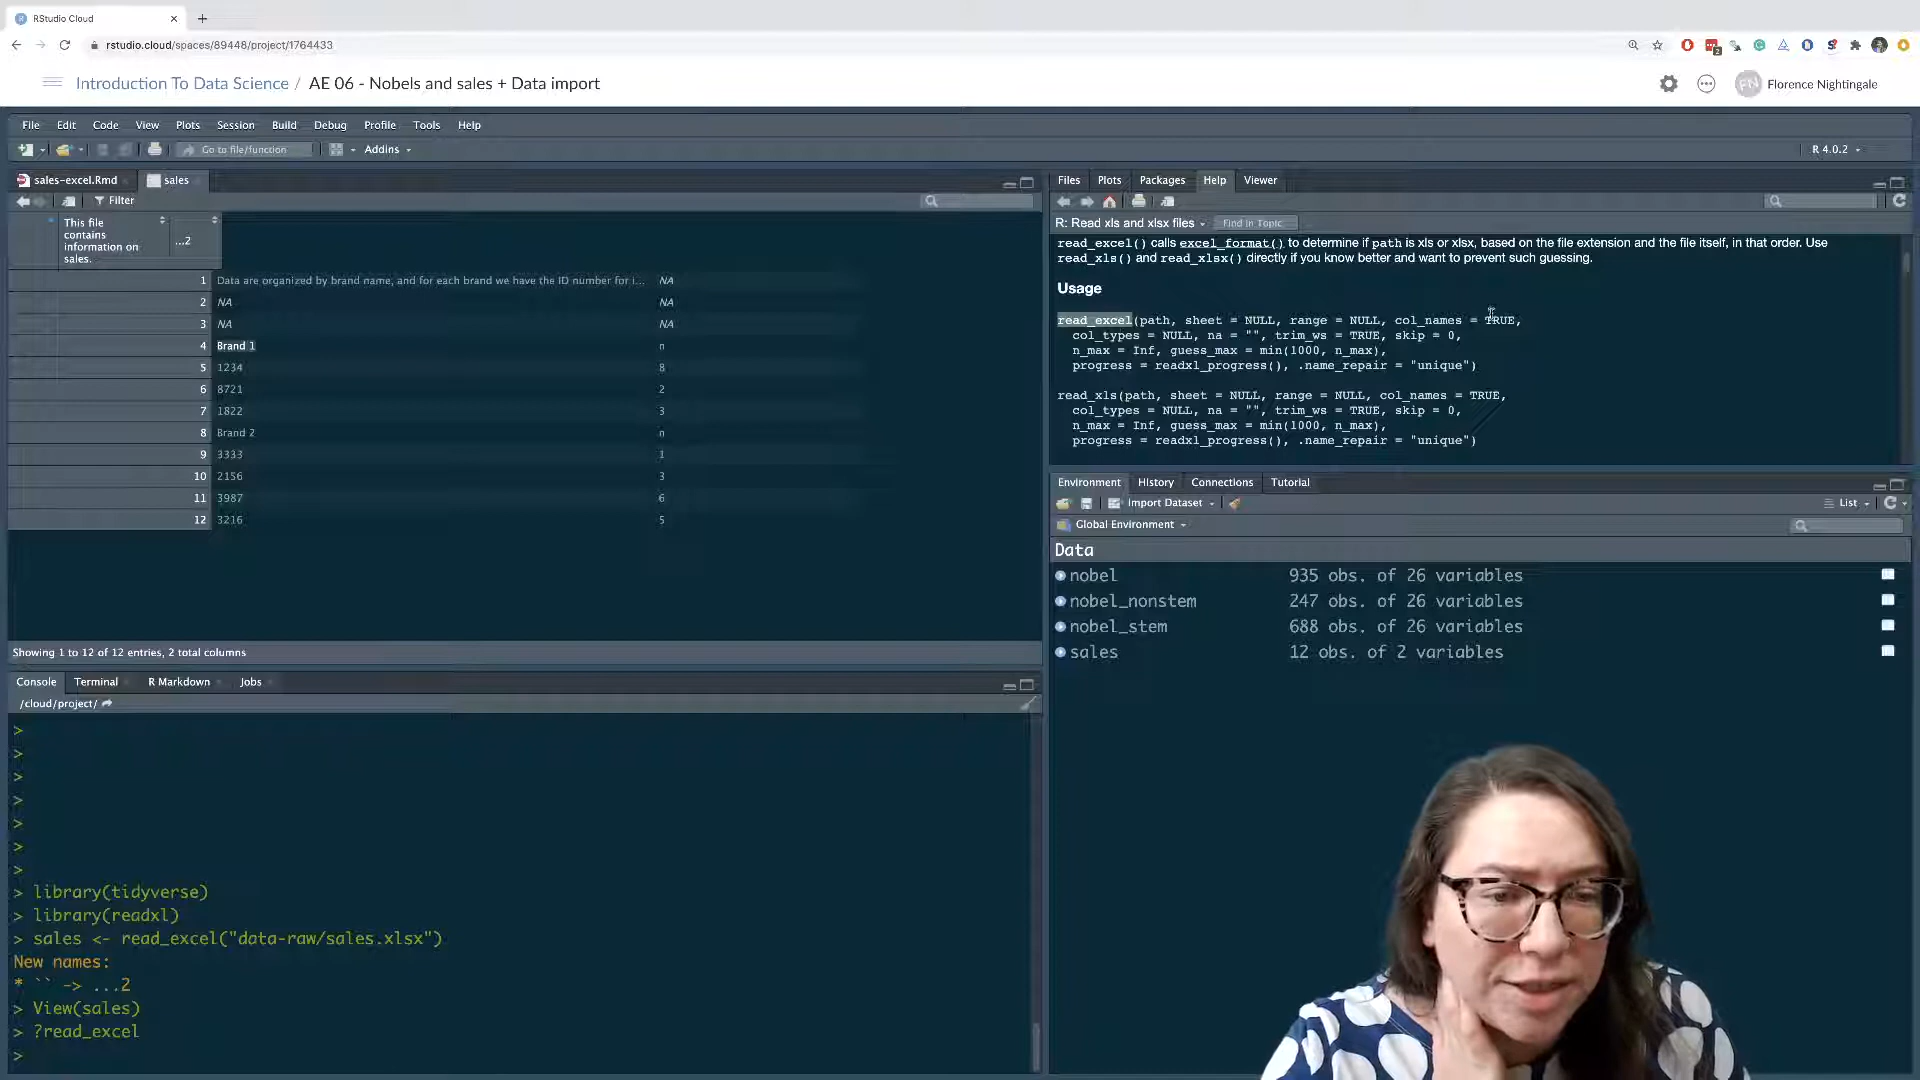 RStudio Cloud
rstudio.cloud/spaces/89448/project/1764433
Introduction To Data Science / AE 06 - Nobels and sales + Data import
FN Florence Nightingale
File Edit Code View Plots Session Build Debug Profile Tools Help
Go to file/function Addins R 4.0.2
sales-excel.Rmd sales
Filter
This file
contains
information on
sales.
...2
1 Data are organized by brand name, and for each brand we have the ID number for i... NA
2 NA NA
3 NA NA
4 Brand 1 n
5 1234 8
6 8721 2
7 1822 3
8 Brand 2 n
9 3333 1
10 2156 3
11 3987 6
12 3216 5
Showing 1 to 12 of 12 entries, 2 total columns
Console Terminal R Markdown Jobs
/cloud/project/
>
>
>
>
>
>
>
> library(tidyverse)
> library(readxl)
> sales <- read_excel("data-raw/sales.xlsx")
New names:
* `` -> ...2
> View(sales)
> ?read_excel
>
Files Plots Packages Help Viewer
R: Read xls and xlsx files Find in Topic
read_excel() calls excel_format() to determine if path is xls or xlsx, based on the file extension and the file itself, in that order. Use
read_xls() and read_xlsx() directly if you know better and want to prevent such guessing.
Usage
read_excel(path, sheet = NULL, range = NULL, col_names = TRUE,
col_types = NULL, na = "", trim_ws = TRUE, skip = 0,
n_max = Inf, guess_max = min(1000, n_max),
progress = readxl_progress(), .name_repair = "unique")
read_xls(path, sheet = NULL, range = NULL, col_names = TRUE,
col_types = NULL, na = "", trim_ws = TRUE, skip = 0,
n_max = Inf, guess_max = min(1000, n_max),
progress = readxl_progress(), .name_repair = "unique")
Environment History Connections Tutorial
Import Dataset List
Global Environment
Data
nobel 935 obs. of 26 variables
nobel_nonstem 247 obs. of 26 variables
nobel_stem 688 obs. of 26 variables
sales 12 obs. of 2 variables